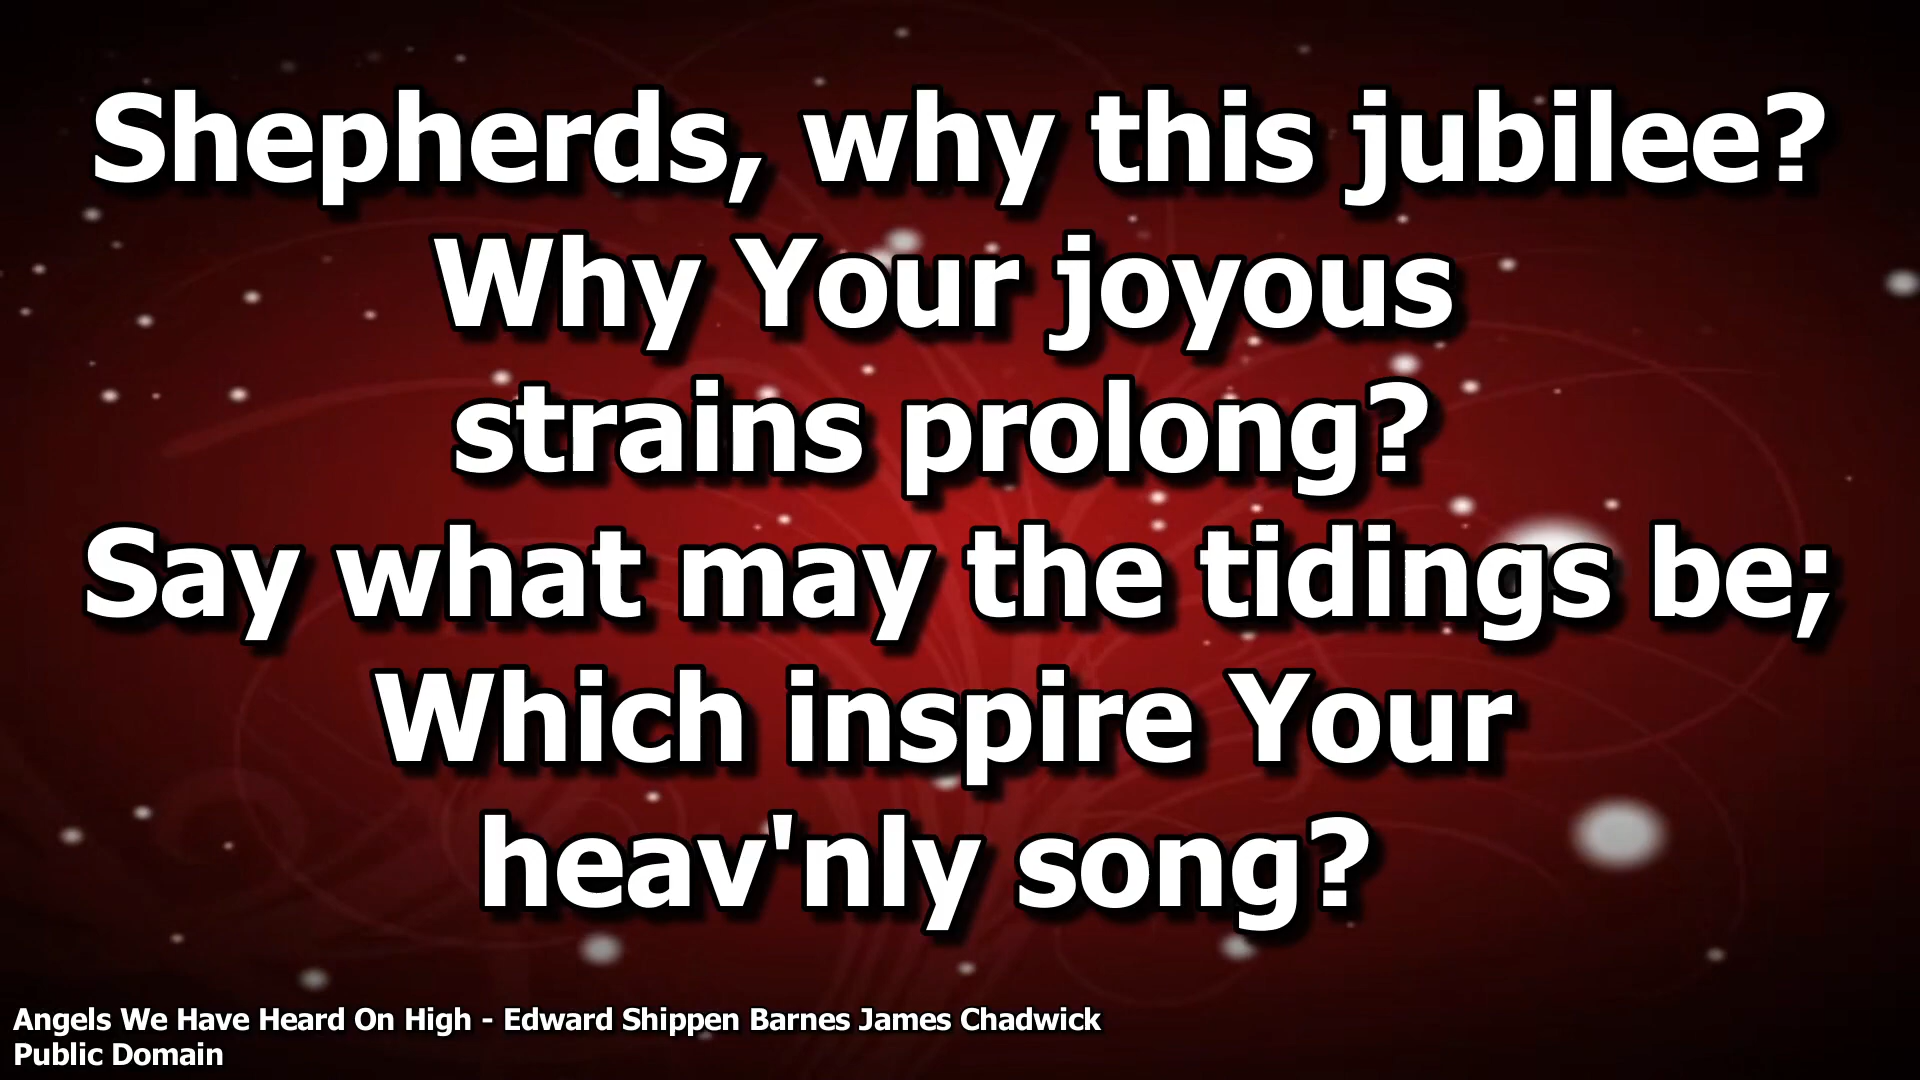 Shepherds, why this jubilee?
Why Your joyous
strains prolong?
Say what may the tidings be;
Which inspire Your
heav'nly song?
Angels We Have Heard On High - Edward Shippen Barnes James Chadwick
Public Domain